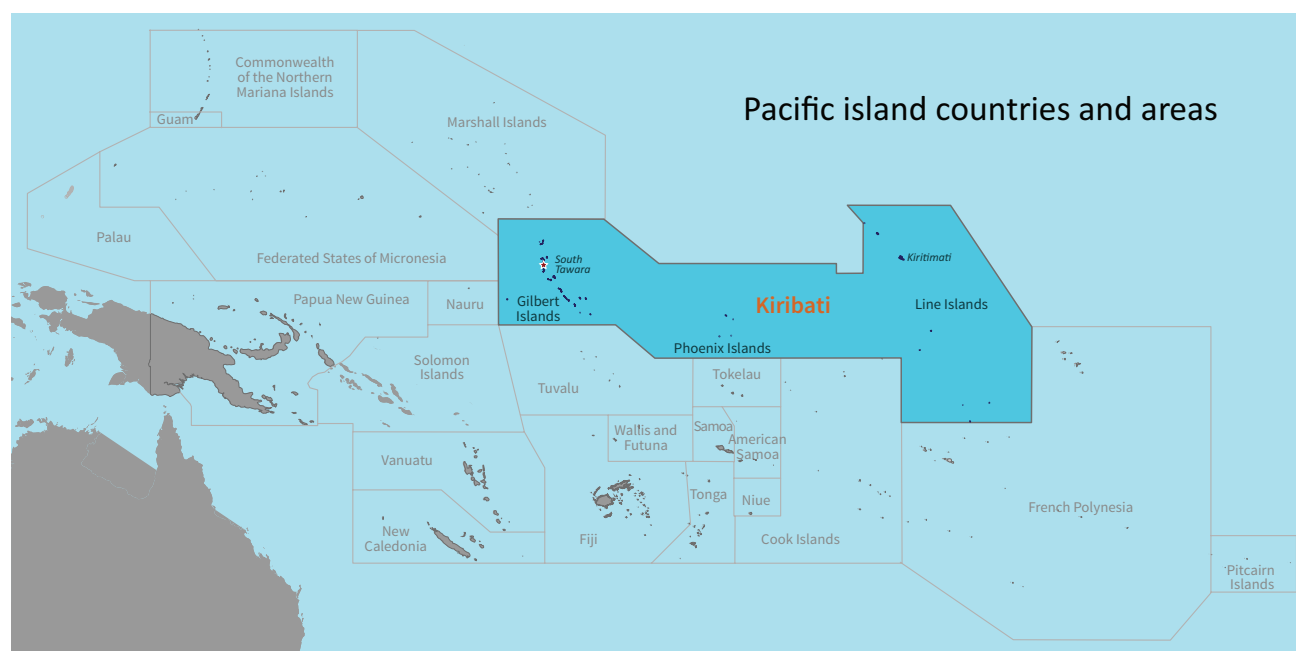 Pacific island countries and areas
Commonwealth
of the Northern
Mariana Islands
Guam
Marshall Islands
Palau
Federated States of Micronesia
South
Tawara
Kiritimati
Papua New Guinea
Nauru
Gilbert
Islands
Kiribati
Line Islands
Phoenix Islands
Solomon
Islands
Tuvalu
Tokelau
Wallis and
Futuna
Samoa
American
Samoa
Vanuatu
Tonga
Niue
French Polynesia
New
Caledonia
Fiji
Cook Islands
Pitcairn
Islands